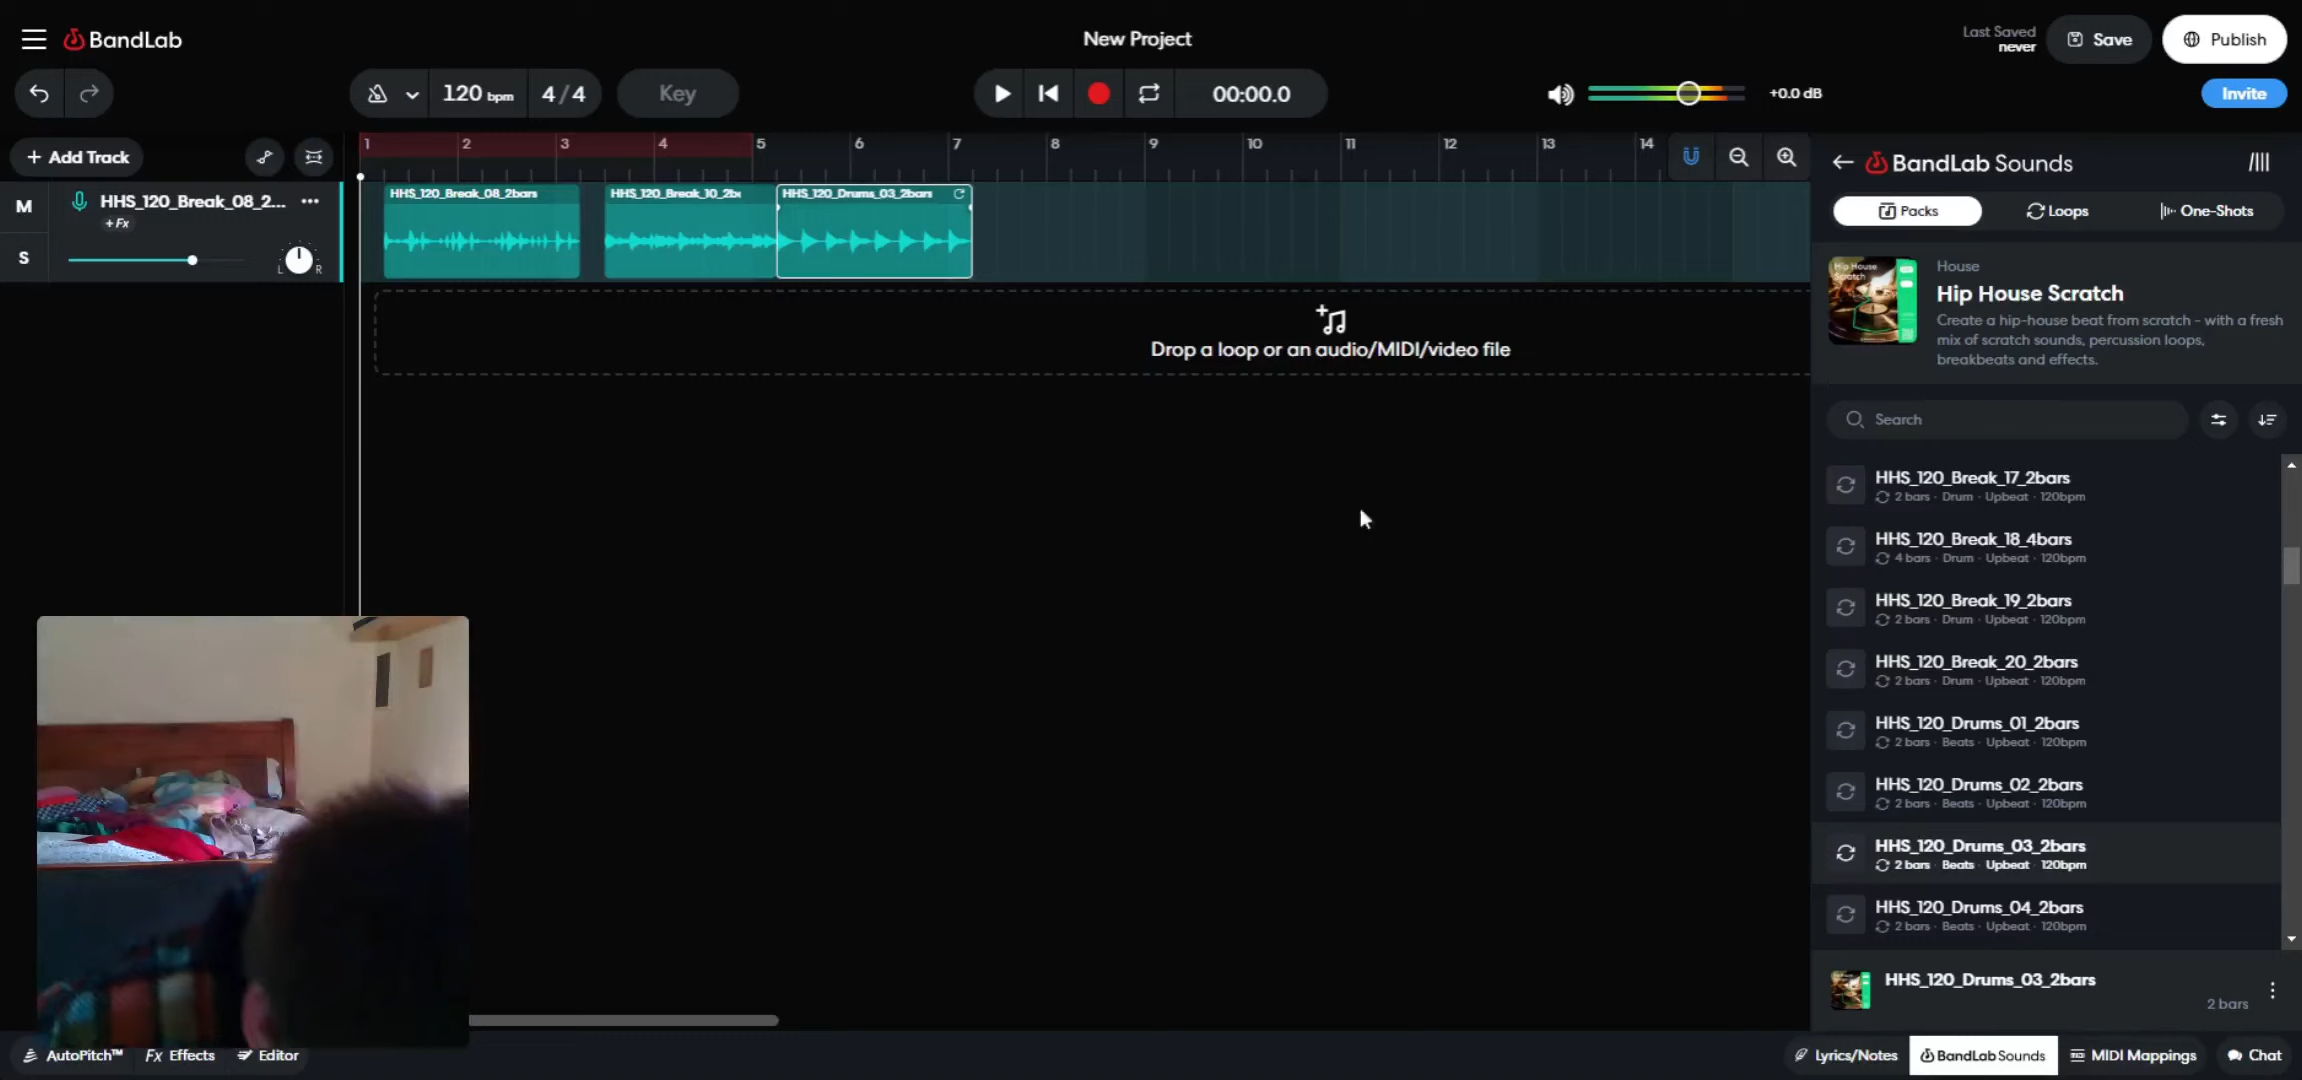 BandLab
New Project
Last Saved
never
Save
Publish
120 bpm
4/4
Key
00:00.0
+0.0 dB
Invite
+ Add Track
1 2 3 4 5 6 7 8 9 10 11 12 13 14
M
HHS_120_Break_08_2...
+Fx
S
L R
HHS_120_Break_08_2bars
HHS_120_Break_10_2b
HHS_120_Drums_03_2bars
Drop a loop or an audio/MIDI/video file
BandLab Sounds
Packs
Loops
One-Shots
Hip House Scratch
House
Hip House Scratch
Create a hip-house beat from scratch - with a fresh
mix of scratch sounds, percussion loops,
breakbeats and effects.
Search
HHS_120_Break_17_2bars
2 bars · Drum · Upbeat · 120bpm
HHS_120_Break_18_4bars
4 bars · Drum · Upbeat · 120bpm
HHS_120_Break_19_2bars
2 bars · Drum · Upbeat · 120bpm
HHS_120_Break_20_2bars
2 bars · Drum · Upbeat · 120bpm
HHS_120_Drums_01_2bars
2 bars · Beats · Upbeat · 120bpm
HHS_120_Drums_02_2bars
2 bars · Beats · Upbeat · 120bpm
HHS_120_Drums_03_2bars
2 bars · Beats · Upbeat · 120bpm
HHS_120_Drums_04_2bars
2 bars · Beats · Upbeat · 120bpm
HHS_120_Drums_03_2bars
2 bars
AutoPitch™
Fx Effects
Editor
Lyrics/Notes
BandLab Sounds
MIDI Mappings
Chat